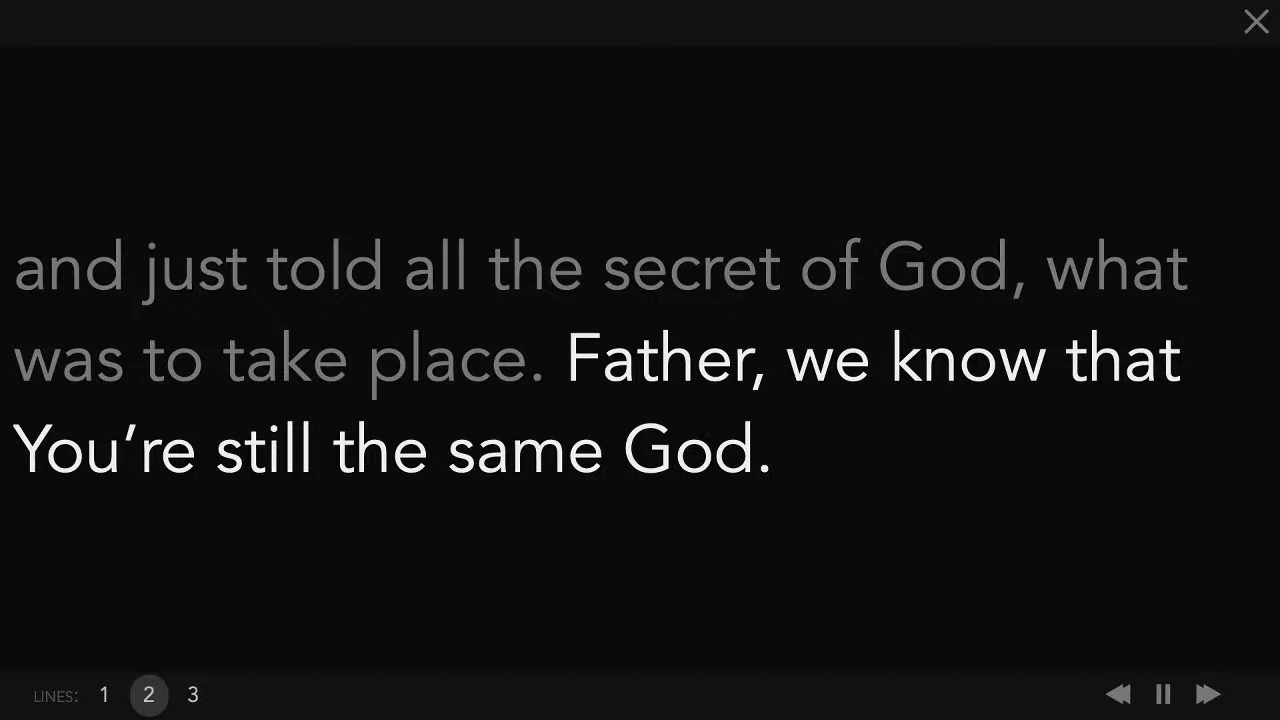 and just told all the secret of God, what
was to take place. Father, we know that
You’re still the same God.
LINES: 1 2 3